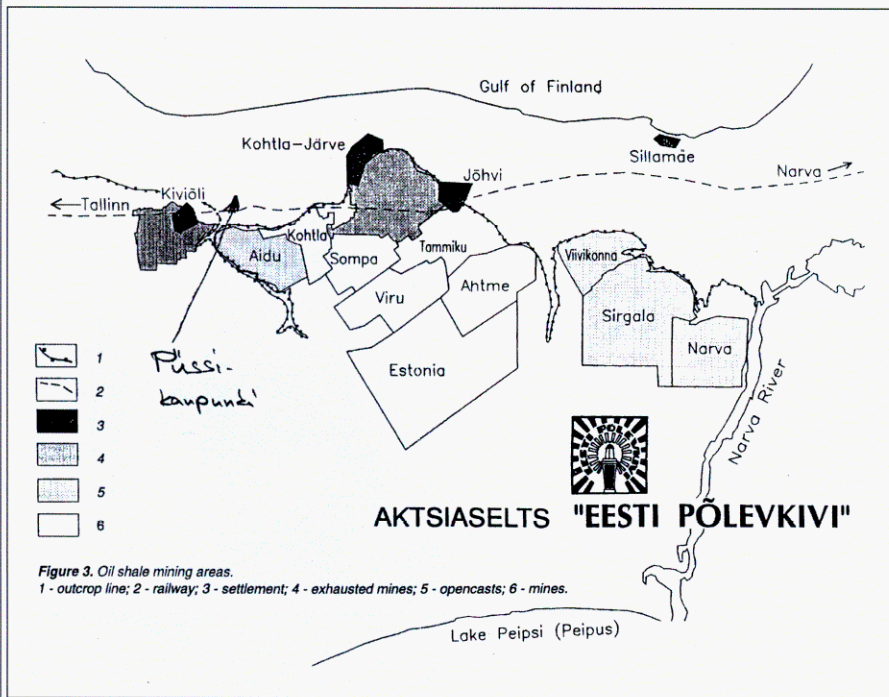 Gulf of Finland
Kohtla-Järve
Sillamäe
Jõhvi
Narva
Kiviõli
Tallinn
Kohtla
Tammiku
Aidu
Sompa
Viivikonna
Viru
Ahtme
Sirgala
Narva
Estonia
Püssi-
kaupunki
1
2
3
4
5
6
Narva River
EESTI PÕLEVKIVI
AKTSIASELTS "EESTI PÕLEVKIVI"
Figure 3. Oil shale mining areas.
1 - outcrop line; 2 - railway; 3 - settlement; 4 - exhausted mines; 5 - opencasts; 6 - mines.
Lake Peipsi (Peipus)